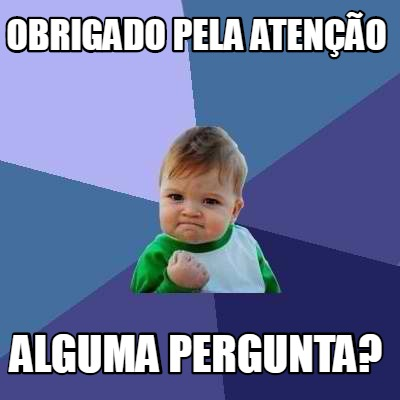 OBRIGADO PELA ATENÇÃO
ALGUMA PERGUNTA?